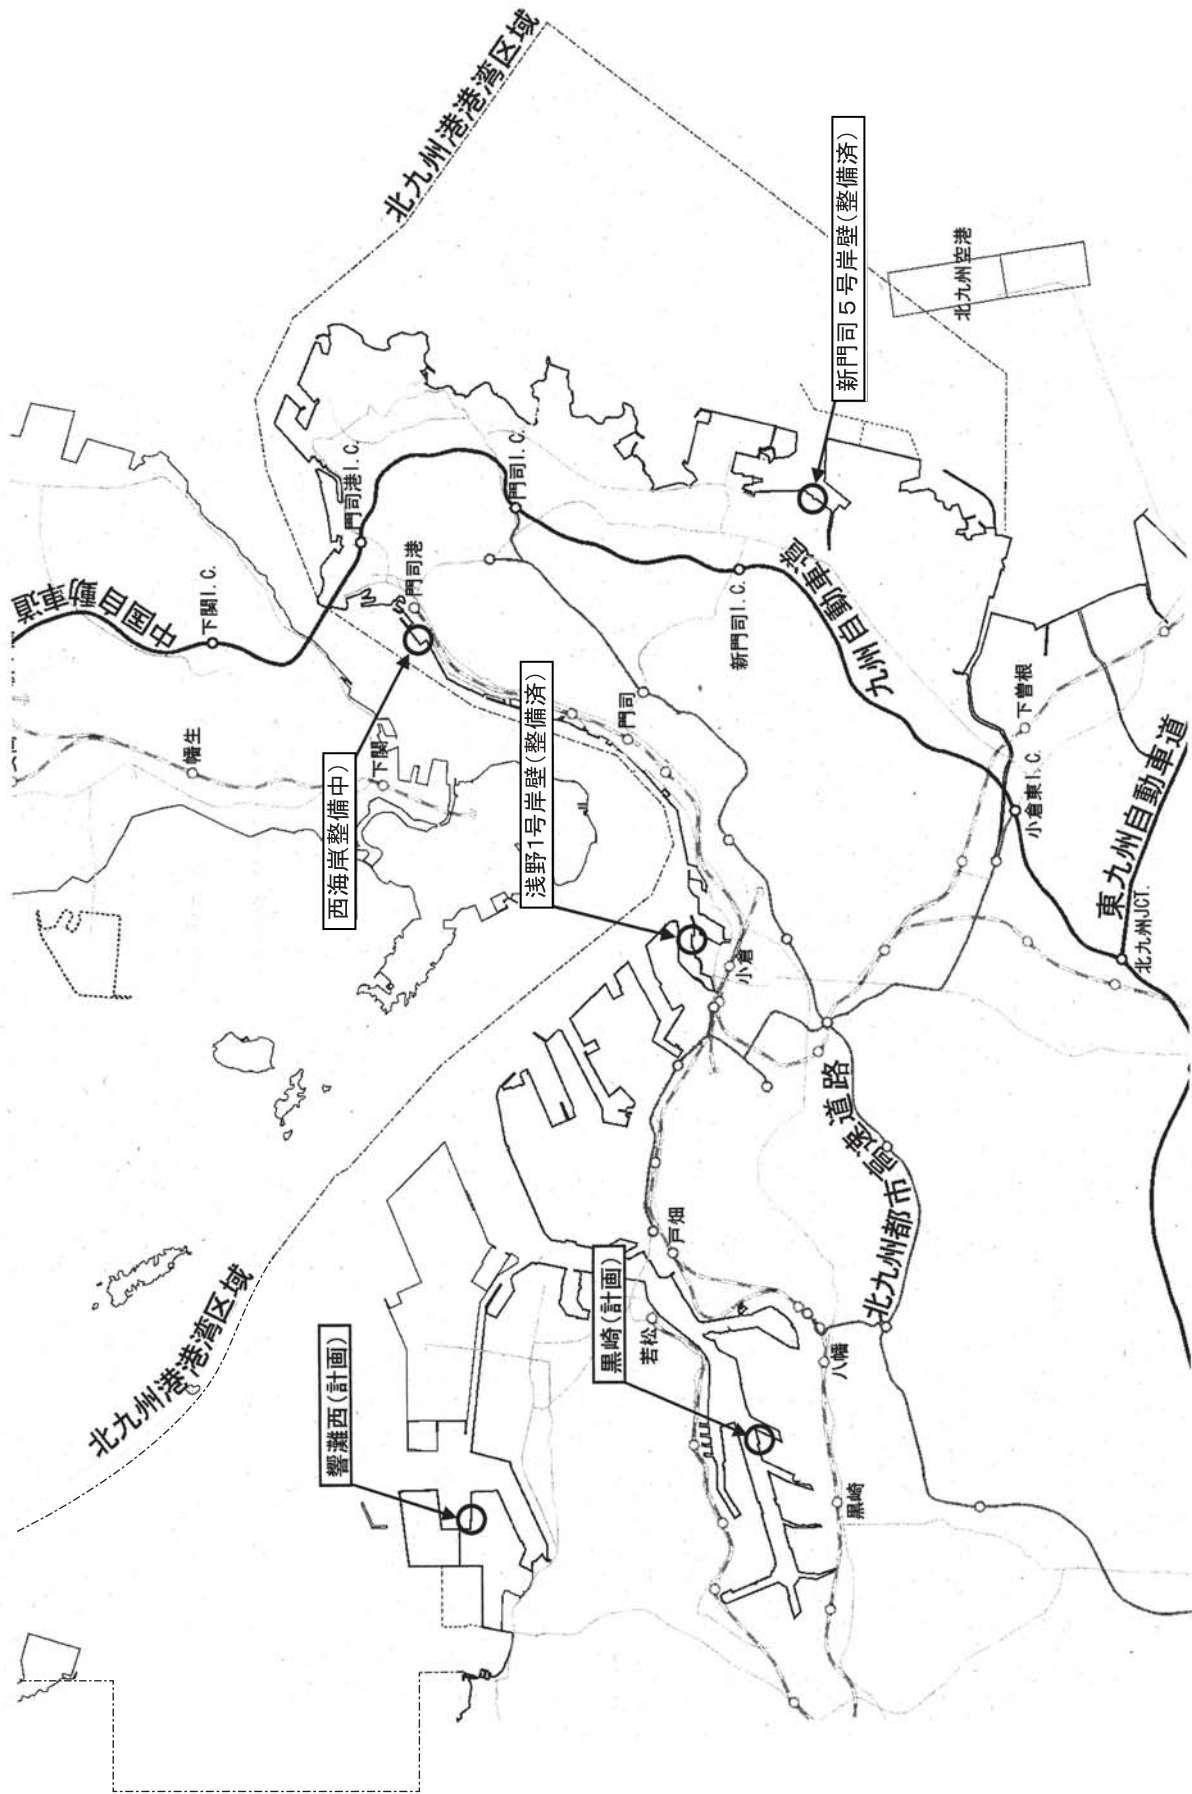 北九州港港湾区域
北九州港港湾区域
中国自動車道
下関I.C.
幡生
下関
門司港I.C.
門司港
門司I.C.
西海岸(整備中)
浅野1号岸壁(整備済)
新門司5号岸壁(整備済)
北九州空港
新門司I.C.
九州自動車道
門司
小倉
下曽根
小倉東I.C.
東九州自動車道
北九州JCT.
響灘西(計画)
黒崎(計画)
若松
戸畑
八幡
黒崎
北九州都市高速道路